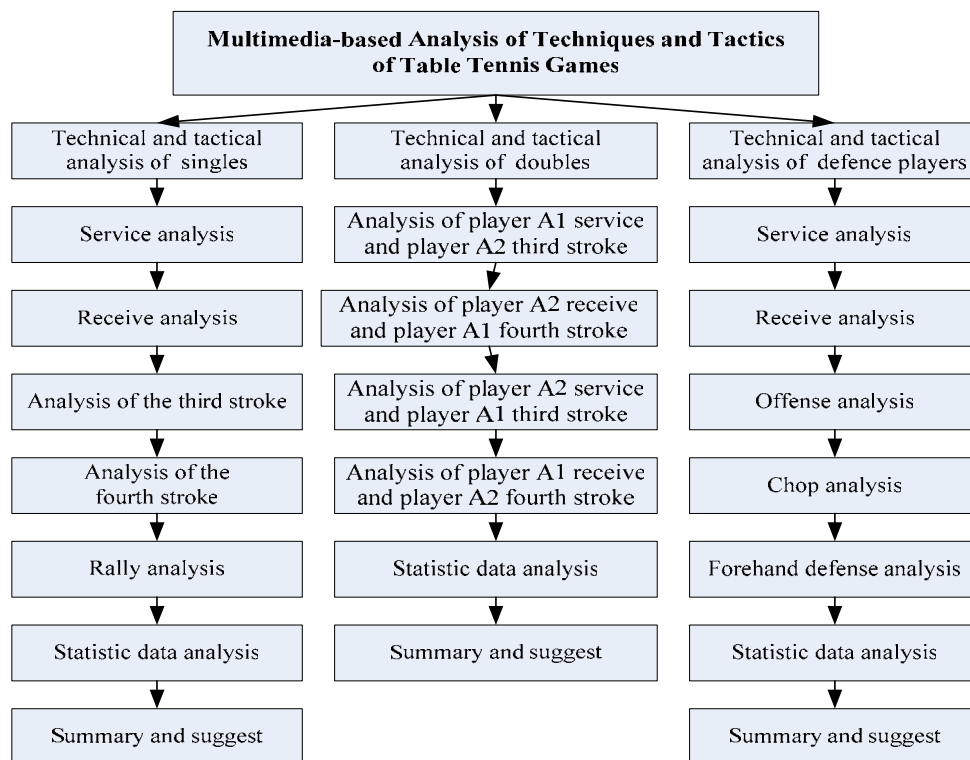 Multimedia-based Analysis of Techniques and Tactics
of Table Tennis Games
Technical and tactical
analysis of singles
Service analysis
Receive analysis
Analysis of the third stroke
Analysis of the
fourth stroke
Rally analysis
Statistic data analysis
Summary and suggest
Technical and tactical
analysis of doubles
Analysis of player A1 service
and player A2 third stroke
Analysis of player A2 receive
and player A1 fourth stroke
Analysis of player A2 service
and player A1 third stroke
Analysis of player A1 receive
and player A2 fourth stroke
Statistic data analysis
Summary and suggest
Technical and tactical
analysis of defence players
Service analysis
Receive analysis
Offense analysis
Chop analysis
Forehand defense analysis
Statistic data analysis
Summary and suggest